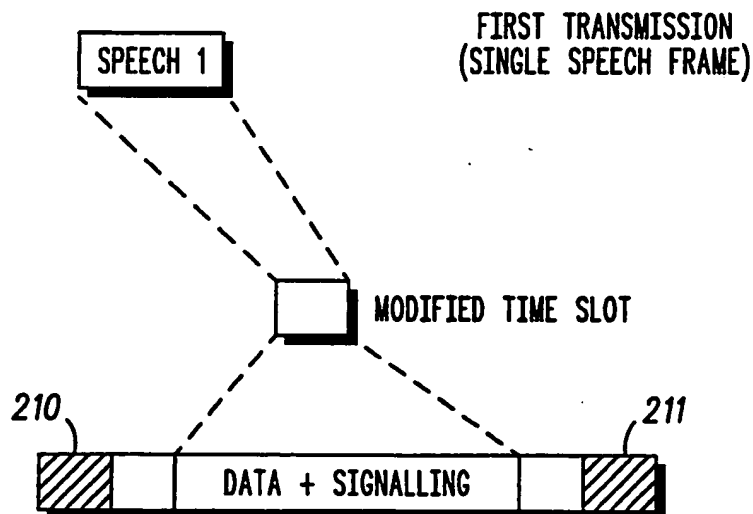 FIRST TRANSMISSION
(SINGLE SPEECH FRAME)
SPEECH 1
MODIFIED TIME SLOT
210
211
DATA + SIGNALLING